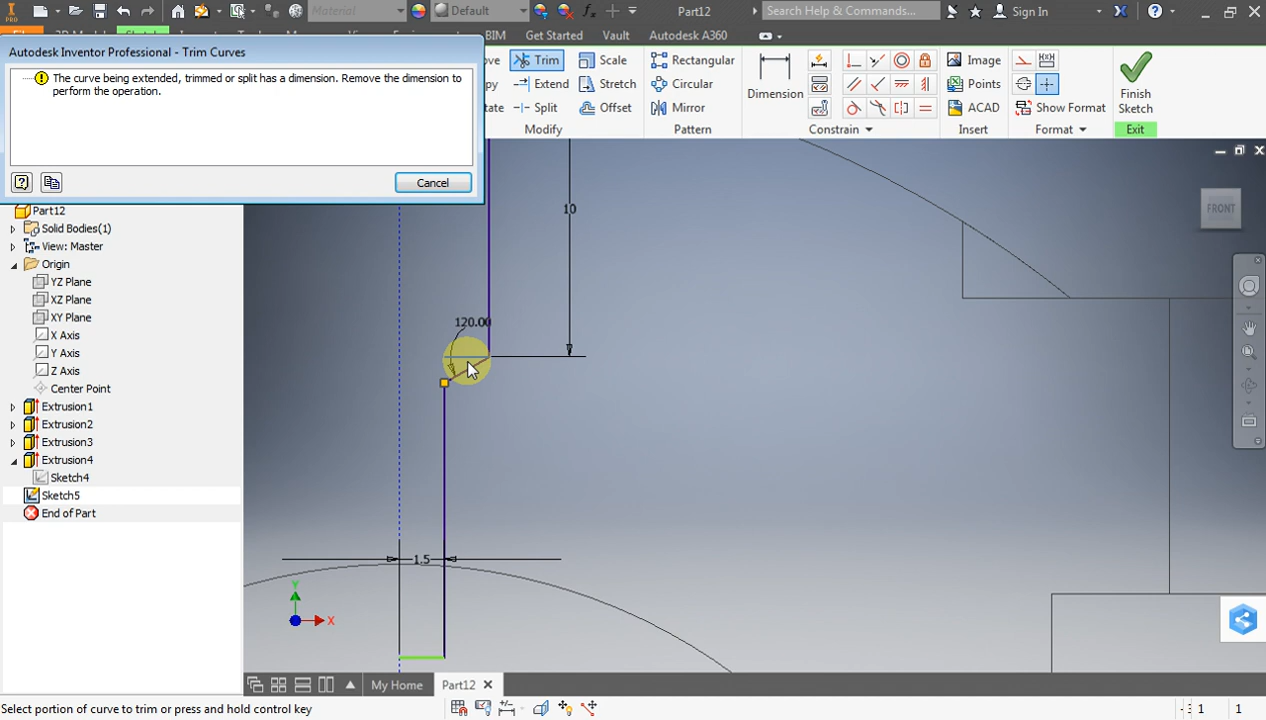 PRO
Material
Default
Part12
Search Help & Commands...
Sign In
BIM
Get Started
Vault
Autodesk A360
Autodesk Inventor Professional - Trim Curves
The curve being extended, trimmed or split has a dimension. Remove the dimension to
perform the operation.
Cancel
Trim
Extend
Split
Modify
Scale
Stretch
Offset
Rectangular
Circular
Mirror
Pattern
Dimension
Constrain
Image
Points
ACAD
Insert
Show Format
Format
Finish
Sketch
Exit
Part12
Solid Bodies(1)
View: Master
Origin
YZ Plane
XZ Plane
XY Plane
X Axis
Y Axis
Z Axis
Center Point
Extrusion1
Extrusion2
Extrusion3
Extrusion4
Sketch4
Sketch5
End of Part
10
120.00
1.5
FRONT
Y
X
My Home
Part12
Select portion of curve to trim or press and hold control key
1
1